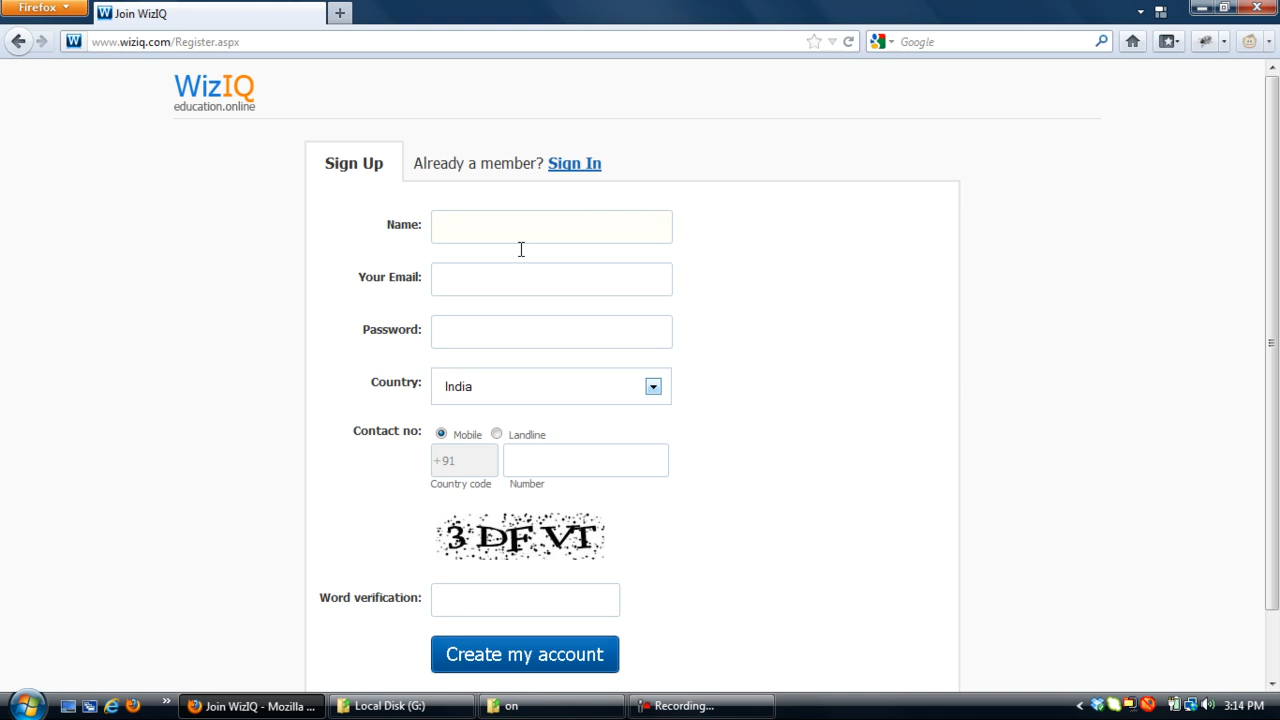 Firefox
Join WizIQ
www.wiziq.com/Register.aspx
Google
WizIQ
education.online
Sign Up
Already a member? Sign In
Name:
Your Email:
Password:
Country:
India
Contact no:
Mobile
Landline
+91
Country code
Number
3 DF VT
Word verification:
Create my account
Join WizIQ - Mozilla ...
Local Disk (G:)
on
Recording...
3:14 PM